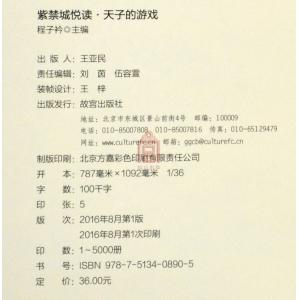 紫禁城悦读·天子的游戏
程子衿⊙主编
出 版 人：王亚民
责任编辑：刘 茵 伍容萱
装帧设计：王 梓
出版发行：故宫出版社
地址：北京市东城区景山前街4号 邮编：100009
电话：010-85007808 010-85007816 传真：010-65129479
网址：www.culturefc.cn 邮箱：ggcb@culturefc.cn
制版印刷：北京方嘉彩色印刷有限责任公司
开 本：787毫米×1092毫米 1/36
字 数：100千字
印 张：5
版 次：2016年8月第1版
2016年8月第1次印刷
印 数：1~5000册
书 号：ISBN 978-7-5134-0890-5
定 价：36.00元